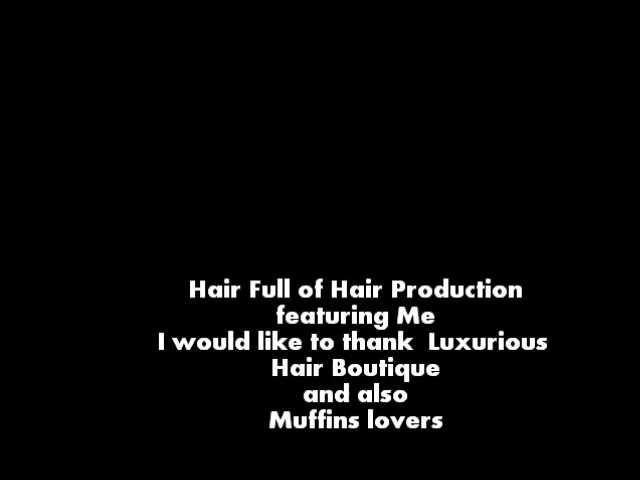 Hair Full of Hair Production
featuring Me
I would like to thank  Luxurious
Hair Boutique
and also
Muffins lovers